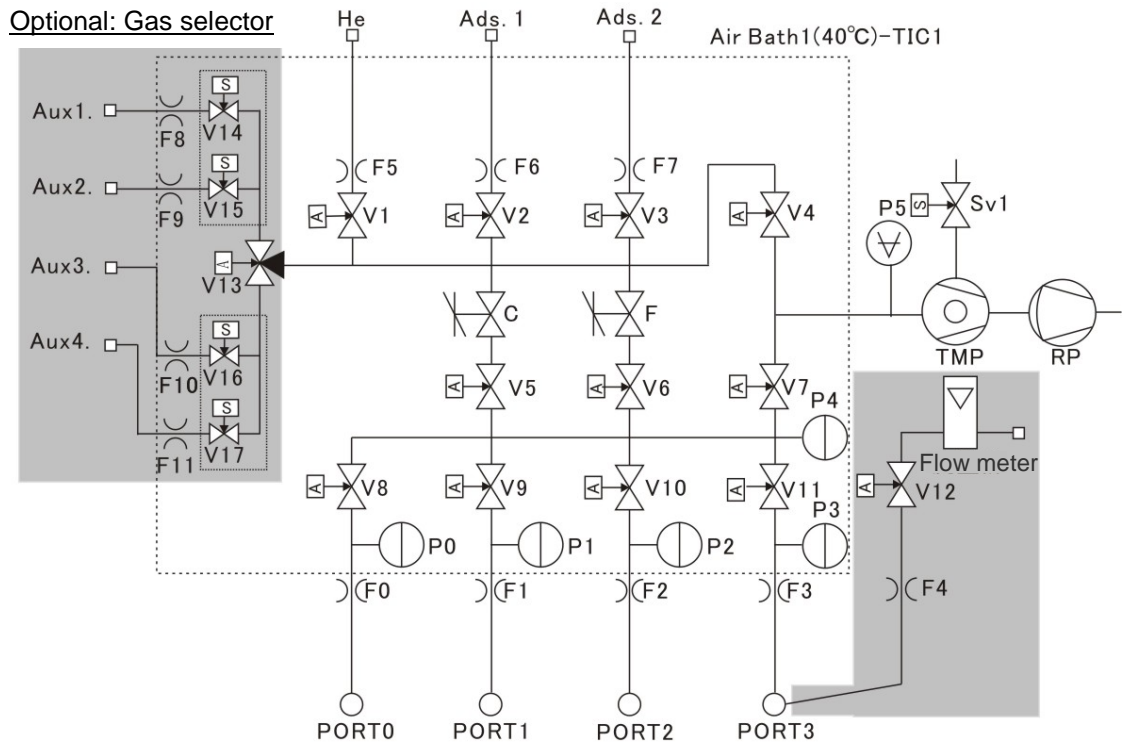 Optional: Gas selector
He
Ads. 1
Ads. 2
Air Bath1(40℃)-TIC1
Aux1.
S
F8
V14
Aux2.
S
F9
V15
Aux3.
A
V13
Aux4.
S
F10
V16
S
F11
V17
F5
F6
F7
A
V1
A
V2
A
V3
A
V4
P5
S
Sv1
C
F
TMP
RP
A
V5
A
V6
A
V7
P4
Flow meter
A
V8
A
V9
A
V10
A
V11
A
V12
P0
P1
P2
P3
F0
F1
F2
F3
F4
PORT0
PORT1
PORT2
PORT3